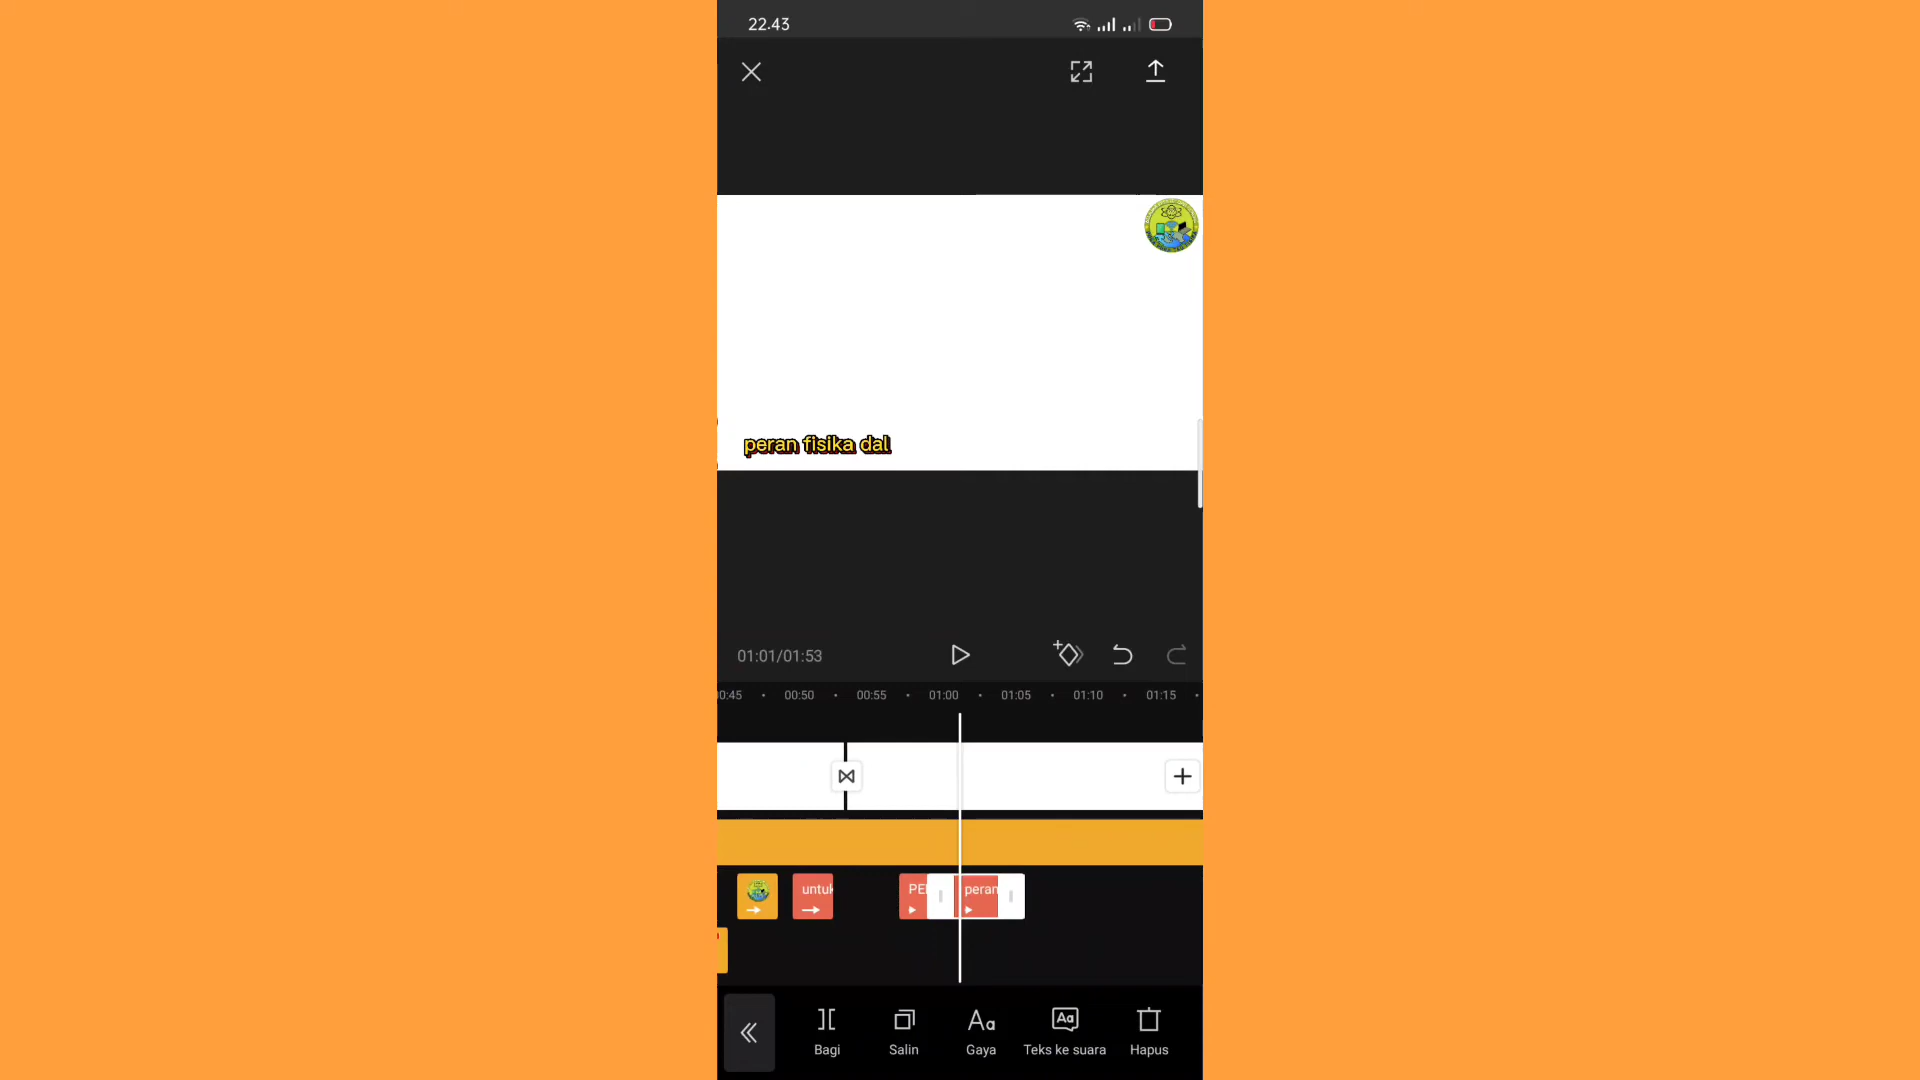 22.43
peran fisika dal
01:01/01:53
0:45 00:50 00:55 01:00 01:05 01:10 01:15
untuk PE peran
Bagi Salin Gaya Teks ke suara Hapus